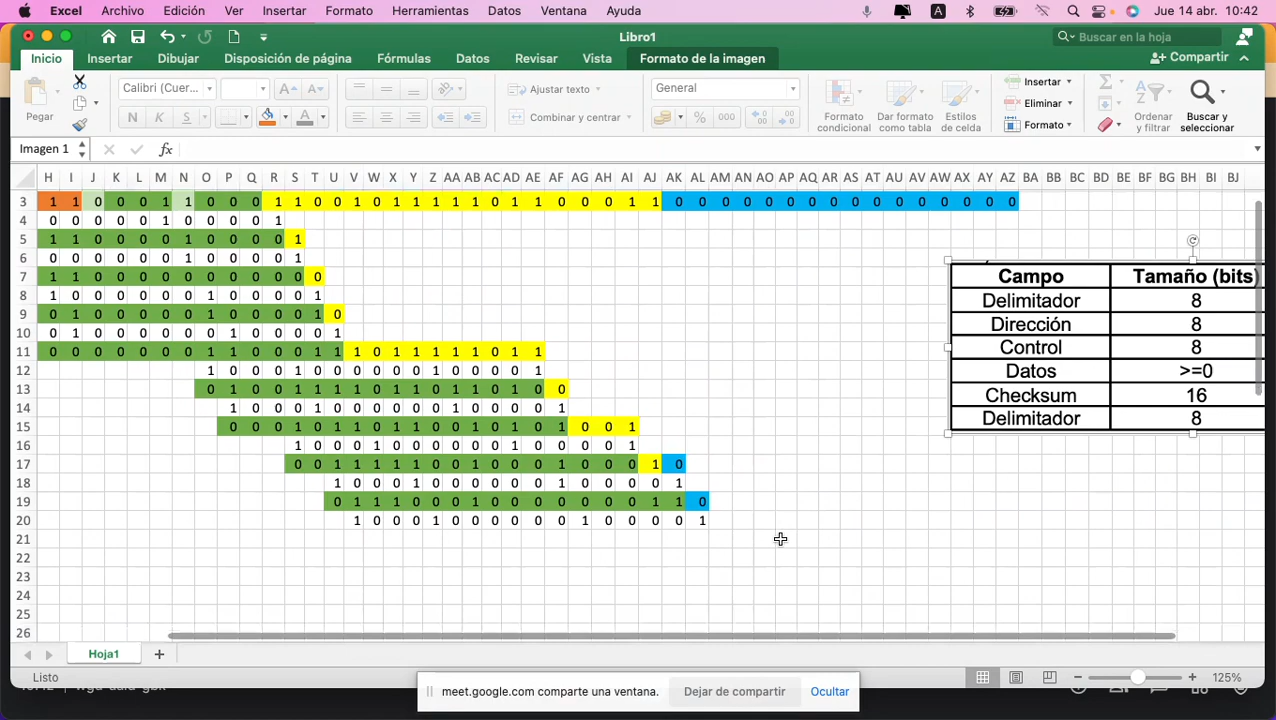 Excel Archivo Edición Ver Insertar Formato Herramientas Datos Ventana Ayuda A Jue 14 abr. 10:42
Libro1 Buscar en la hoja
Inicio Insertar Dibujar Disposición de página Fórmulas Datos Revisar Vista Formato de la imagen Compartir
Pegar Calibri (Cuer... N K S A Ajustar texto Combinar y centrar General % 000 Formato condicional Dar formato como tabla Estilos de celda Insertar Eliminar Formato Ordenar y filtrar Buscar y seleccionar
Imagen 1 fx
H I J K L M N O P Q R S T U V W X Y Z AA AB AC AD AE AF AG AH AI AJ AK AL AM AN AO AP AQ AR AS AT AU AV AW AX AY AZ BA BB BC BD BE BF BG BH BI BJ
3 1 1 0 0 0 1 1 0 0 0 1 1 0 0 1 0 1 1 1 1 1 0 1 1 0 0 0 1 1 0 0 0 0 0 0 0 0 0 0 0 0 0 0 0 0
4 0 0 0 0 0 1 0 0 0 0 1
5 1 1 0 0 0 0 1 0 0 0 0 1
6 0 0 0 0 0 0 1 0 0 0 0 1
7 1 1 0 0 0 0 0 0 0 0 0 0 0
8 1 0 0 0 0 0 0 1 0 0 0 0 1
9 0 1 0 0 0 0 0 1 0 0 0 0 1 0
10 0 1 0 0 0 0 0 0 1 0 0 0 0 1
11 0 0 0 0 0 0 0 1 1 0 0 0 1 1 1 0 1 1 1 1 1 0 1 1
12 1 0 0 0 1 0 0 0 0 0 0 1 0 0 0 0 1
13 0 1 0 0 1 1 1 1 0 1 1 0 1 1 0 1 0 0
14 1 0 0 0 1 0 0 0 0 0 0 1 0 0 0 0 1
15 0 0 0 1 0 1 1 0 1 1 0 0 1 0 1 0 1 0 0 1
16 1 0 0 0 1 0 0 0 0 0 0 1 0 0 0 0 1
17 0 0 1 1 1 1 1 0 0 1 0 0 0 1 0 0 0 1 0
18 1 0 0 0 1 0 0 0 0 0 0 1 0 0 0 0 1
19 0 1 1 1 0 0 0 1 0 0 0 0 0 0 0 1 1 0
20 1 0 0 0 1 0 0 0 0 0 0 1 0 0 0 0 1
21
22
23
24
25
26
Campo Tamaño (bits)
Delimitador 8
Dirección 8
Control 8
Datos >=0
Checksum 16
Delimitador 8
Hoja1 +
Listo 125%
meet.google.com comparte una ventana. Dejar de compartir Ocultar